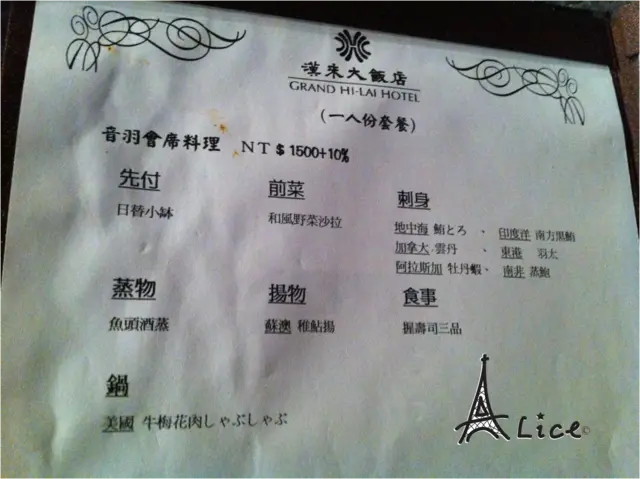 漢來大飯店
GRAND HI-LAI HOTEL
(一人份套餐)
音羽會席料理 NT$1500+10%
先付 前菜 刺身
日替小缽 和風野菜沙拉 地中海 鮪とろ、印度洋 南方黑鮪
加拿大 雲丹、東港 羽太
阿拉斯加 牡丹蝦、南非 蒸鮑
蒸物 揚物 食事
魚頭酒蒸 蘇澳 稚鮎揚 握壽司三品
鍋
美國 牛梅花肉しゃぶしゃぶ
ALice©